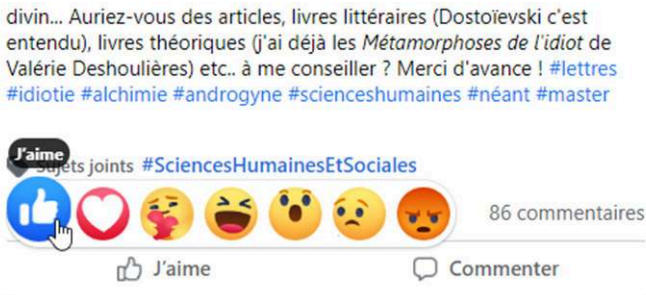 divin... Auriez-vous des articles, livres littéraires (Dostoïevski c'est
entendu), livres théoriques (j'ai déjà les Métamorphoses de l'idiot de
Valérie Deshoulières) etc.. à me conseiller ? Merci d'avance ! #lettres
#idiotie #alchimie #androgyne #scienceshumaines #néant #master
J'aime
Sujets joints #SciencesHumainesEtSociales
86 commentaires
J'aime Commenter